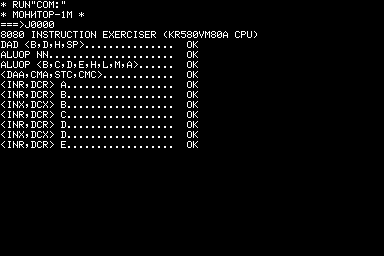 * RUN"COM:"
* МОНИТОР-1М *
===>J0000
8080 INSTRUCTION EXERCISER (KR580VM80A CPU)
DAD <B,D,H,SP>............... OK
ALUOP NN..................... OK
ALUOP <B,C,D,E,H,L,M,A>...... OK
<DAA,CMA,STC,CMC>............ OK
<INR,DCR> A.................. OK
<INR,DCR> B.................. OK
<INX,DCX> B.................. OK
<INR,DCR> C.................. OK
<INR,DCR> D.................. OK
<INX,DCX> D.................. OK
<INR,DCR> E.................. OK